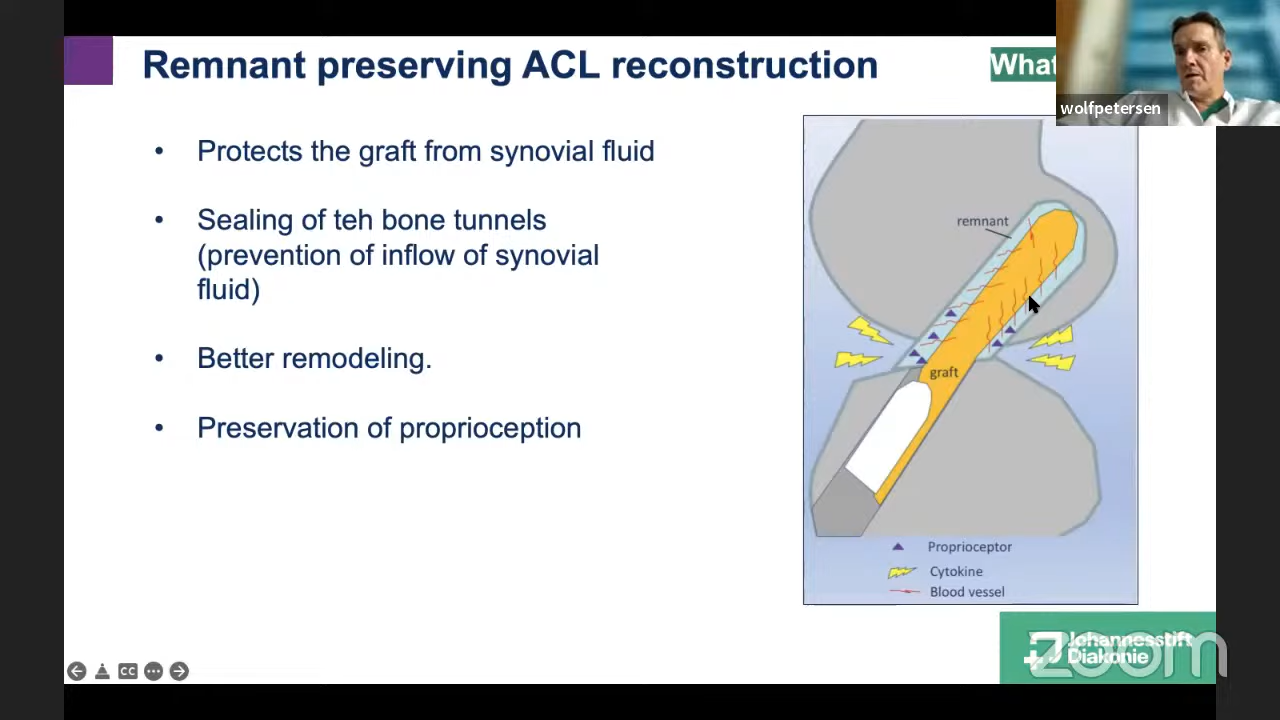 Remnant preserving ACL reconstruction
What
wolfpetersen
• Protects the graft from synovial fluid
• Sealing of teh bone tunnels
(prevention of inflow of synovial
fluid)
• Better remodeling.
• Preservation of proprioception
remnant
graft
Proprioceptor
Cytokine
Blood vessel
Johannesstift
Diakonie
zoom
CC